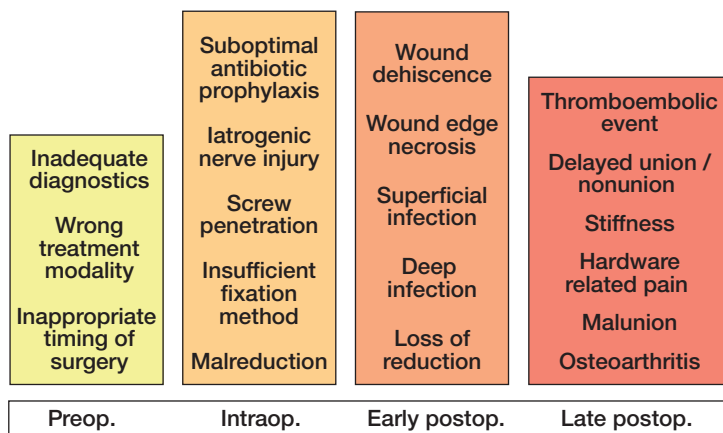 Inadequate
diagnostics
Wrong
treatment
modality
Inappropriate
timing of
surgery
Suboptimal
antibiotic
prophylaxis
Iatrogenic
nerve injury
Screw
penetration
Insufficient
fixation
method
Malreduction
Wound
dehiscence
Wound edge
necrosis
Superficial
infection
Deep
infection
Loss of
reduction
Thromboembolic
event
Delayed union /
nonunion
Stiffness
Hardware
related pain
Malunion
Osteoarthritis
Preop. Intraop. Early postop. Late postop.